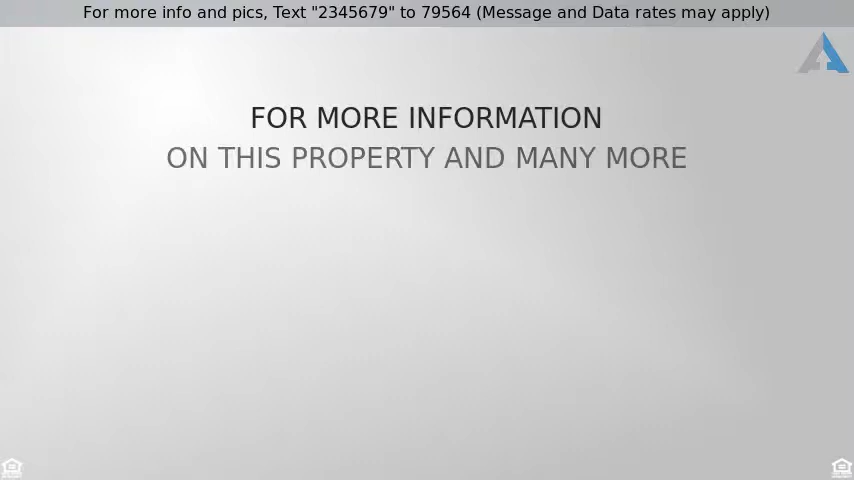 For more info and pics, Text "2345679" to 79564 (Message and Data rates may apply)
FOR MORE INFORMATION
ON THIS PROPERTY AND MANY MORE